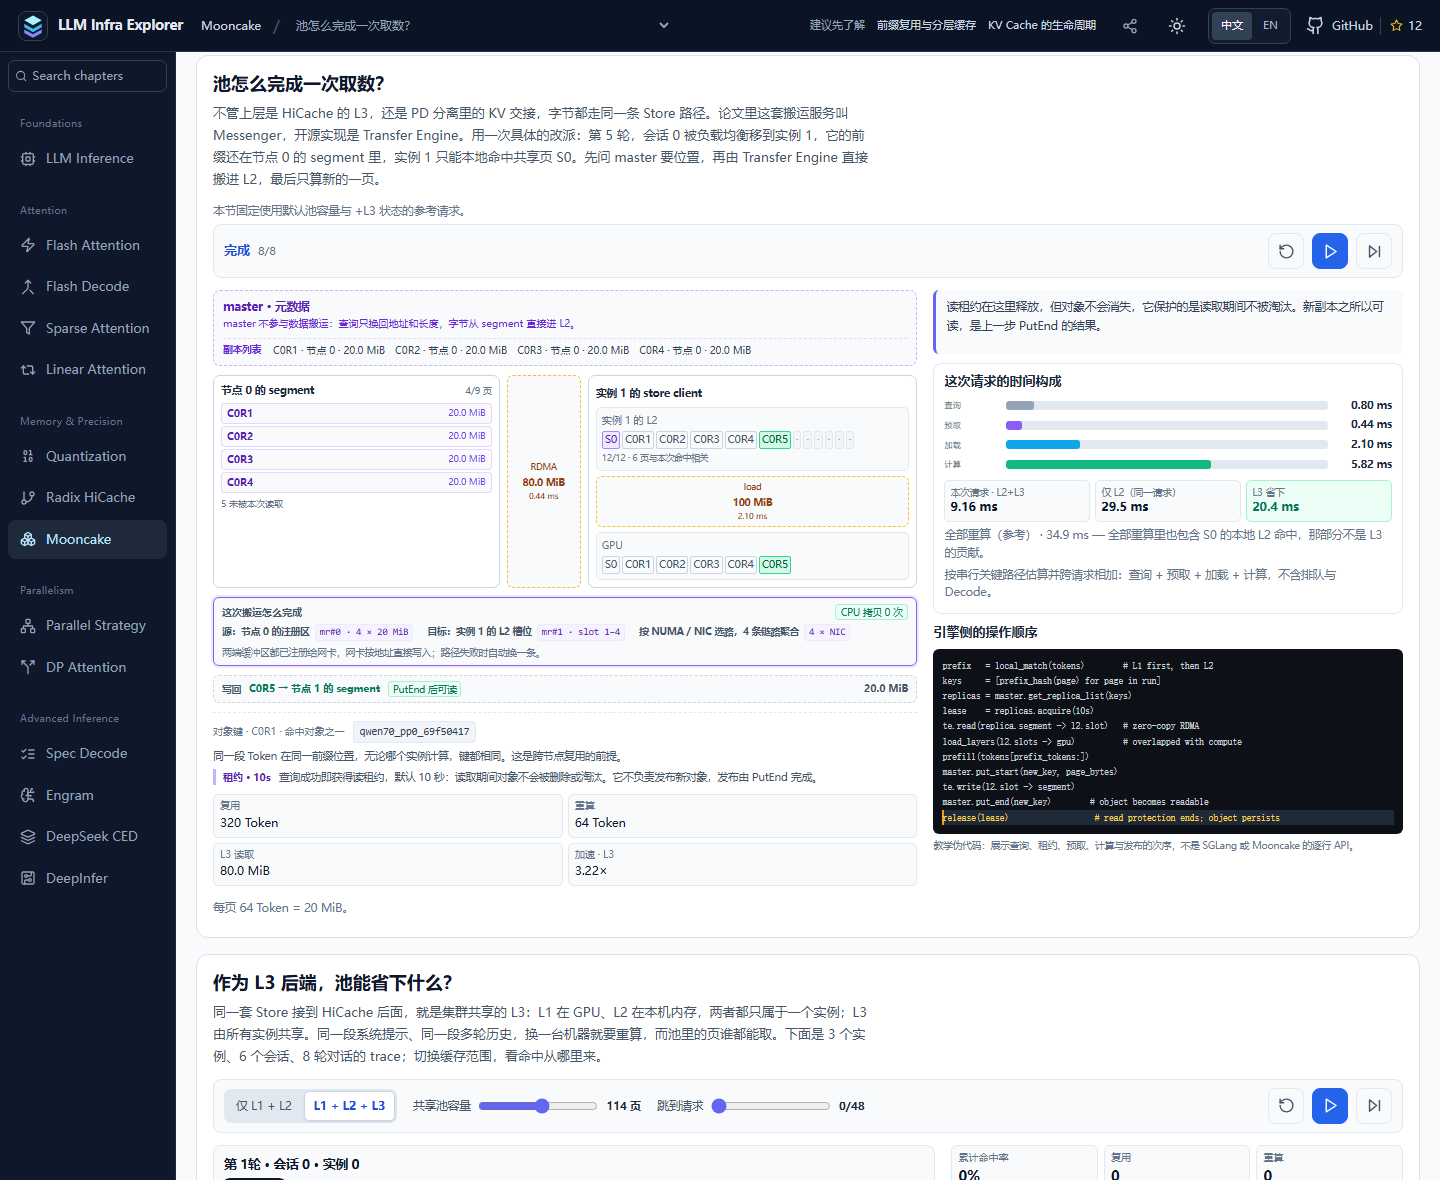 LLM Infra Explorer
Mooncake / 池怎么完成一次取数？
建议先了解 前缀复用与分层缓存 KV Cache 的生命周期
中文 EN
GitHub 12
Search chapters
Foundations
LLM Inference
Attention
Flash Attention
Flash Decode
Sparse Attention
Linear Attention
Memory & Precision
Quantization
Radix HiCache
Mooncake
Parallelism
Parallel Strategy
DP Attention
Advanced Inference
Spec Decode
Engram
DeepSeek CED
DeepInfer
池怎么完成一次取数？
不管上层是 HiCache 的 L3，还是 PD 分离里的 KV 交接，字节都走同一条 Store 路径。论文里这套搬运服务叫
Messenger，开源实现是 Transfer Engine。用一次具体的改派：第 5 轮，会话 0 被负载均衡移到实例 1，它的前
缀还在节点 0 的 segment 里，实例 1 只能本地命中共享页 S0。先问 master 要位置，再由 Transfer Engine 直接
搬进 L2，最后只算新的一页。
本节固定使用默认池容量与 +L3 状态的参考请求。
完成 8/8
master • 元数据
master 不参与数据搬运：查询只换回地址和长度，字节从 segment 直接进 L2。
副本列表 C0R1 · 节点 0 · 20.0 MiB C0R2 · 节点 0 · 20.0 MiB C0R3 · 节点 0 · 20.0 MiB C0R4 · 节点 0 · 20.0 MiB
节点 0 的 segment 4/9 页
C0R1 20.0 MiB
C0R2 20.0 MiB
C0R3 20.0 MiB
C0R4 20.0 MiB
5 未被本次读取
RDMA
80.0 MiB
0.44 ms
实例 1 的 store client
实例 1 的 L2
S0 C0R1 C0R2 C0R3 C0R4 C0R5 · · · · · ·
12/12 · 6 页与本次命中相关
load
100 MiB
2.10 ms
GPU
S0 C0R1 C0R2 C0R3 C0R4 C0R5
这次搬运怎么完成 CPU 拷贝 0 次
源：节点 0 的注册区 mr#0 · 4 × 20 MiB 目标：实例 1 的 L2 槽位 mr#1 · slot 1–4 按 NUMA / NIC 选路，4 条链路聚合 4 × NIC
两端缓冲区都已注册给网卡，网卡按地址直接写入；路径失败时自动换一条。
写回 C0R5 → 节点 1 的 segment PutEnd 后可读 20.0 MiB
对象键 · C0R1 · 命中对象之一 qwen70_pp0_69f50417
同一段 Token 在同一前缀位置，无论哪个实例计算，键都相同。这是跨节点复用的前提。
租约 • 10s 查询成功即获得读租约，默认 10 秒：读取期间对象不会被删除或淘汰。它不负责发布新对象，发布由 PutEnd 完成。
复用
320 Token
重算
64 Token
L3 读取
80.0 MiB
加速 · L3
3.22×
每页 64 Token = 20 MiB。
读租约在这里释放，但对象不会消失，它保护的是读取期间不被淘汰。新副本之所以可
读，是上一步 PutEnd 的结果。
这次请求的时间构成
查询 0.80 ms
预取 0.44 ms
加载 2.10 ms
计算 5.82 ms
本次请求 · L2+L3
9.16 ms
仅 L2（同一请求）
29.5 ms
L3 省下
20.4 ms
全部重算（参考） · 34.9 ms — 全部重算里也包含 S0 的本地 L2 命中，那部分不是 L3
的贡献。
按串行关键路径估算并跨请求相加：查询 + 预取 + 加载 + 计算，不含排队与
Decode。
引擎侧的操作顺序
prefix = local_match(tokens) # L1 first, then L2
keys = [prefix_hash(page) for page in run]
replicas = master.get_replica_list(keys)
lease = replicas.acquire(10s)
te.read(replica.segment -> l2.slot) # zero-copy RDMA
load_layers(l2.slots -> gpu) # overlapped with compute
prefill(tokens[prefix_tokens:])
master.put_start(new_key, page_bytes)
te.write(l2.slot -> segment)
master.put_end(new_key) # object becomes readable
release(lease) # read protection ends; object persists
教学伪代码：展示查询、租约、预取、计算与发布的次序，不是 SGLang 或 Mooncake 的逐行 API。
作为 L3 后端，池能省下什么？
同一套 Store 接到 HiCache 后面，就是集群共享的 L3：L1 在 GPU、L2 在本机内存，两者都只属于一个实例；L3
由所有实例共享。同一段系统提示、同一段多轮历史，换一台机器就要重算，而池里的页谁都能取。下面是 3 个实
例、6 个会话、8 轮对话的 trace；切换缓存范围，看命中从哪里来。
仅 L1 + L2 L1 + L2 + L3 共享池容量 114 页 跳到请求 0/48
第 1轮 • 会话 0 • 实例 0
累计命中率
0%
复用
0
重算
0